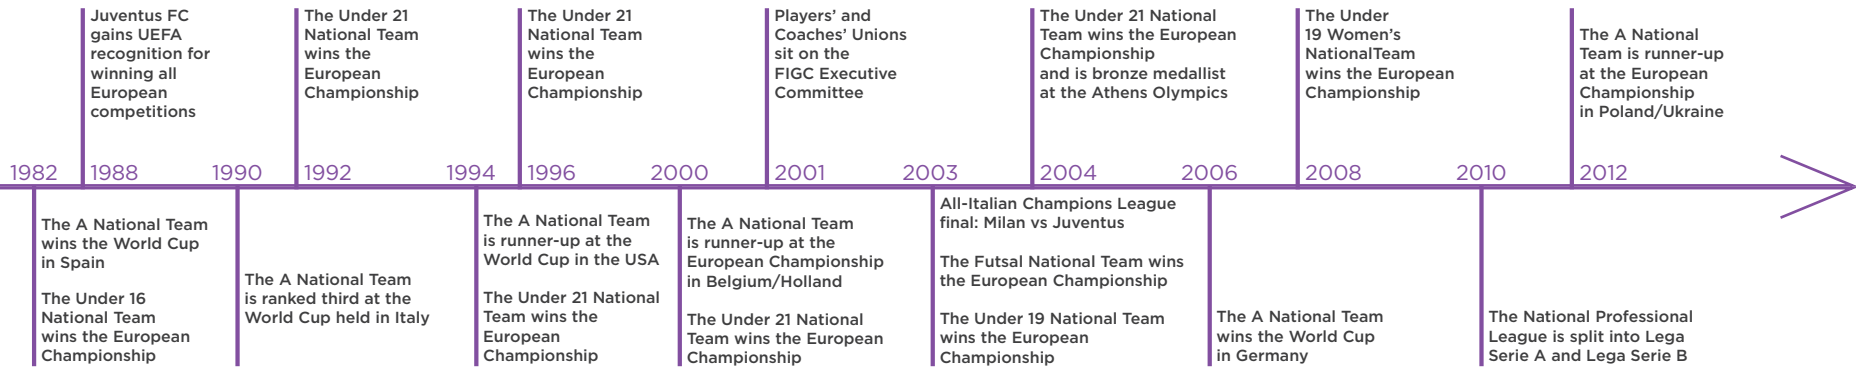 Juventus FC
gains UEFA
recognition for
winning all
European
competitions
The Under 21
National Team
wins the
European
Championship
The Under 21
National Team
wins the
European
Championship
Players’ and
Coaches’ Unions
sit on the
FIGC Executive
Committee
The Under 21 National
Team wins the European
Championship
and is bronze medallist
at the Athens Olympics
The Under
19 Women’s
NationalTeam
wins the European
Championship
The A National
Team is runner-up
at the European
Championship
in Poland/Ukraine
1982 1988 1990 1992 1994 1996 2000 2001 2003 2004 2006 2008 2010 2012
The A National Team
wins the World Cup
in Spain
The Under 16
National Team
wins the European
Championship
The A National Team
is ranked third at the
World Cup held in Italy
The A National Team
is runner-up at the
World Cup in the USA
The Under 21 National
Team wins the
European
Championship
The A National Team
is runner-up at the
European Championship
in Belgium/Holland
The Under 21 National
Team wins the European
Championship
All-Italian Champions League
final: Milan vs Juventus
The Futsal National Team wins
the European Championship
The Under 19 National Team
wins the European
Championship
The A National Team
wins the World Cup
in Germany
The National Professional
League is split into Lega
Serie A and Lega Serie B